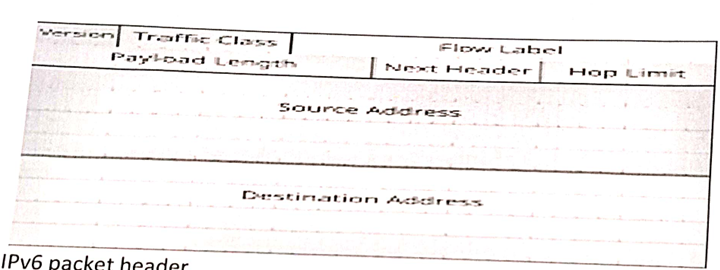 Version Traffic Class Flow Label
Payload Length Next Header Hop Limit
Source Address
Destination Address
IPv6 packet header